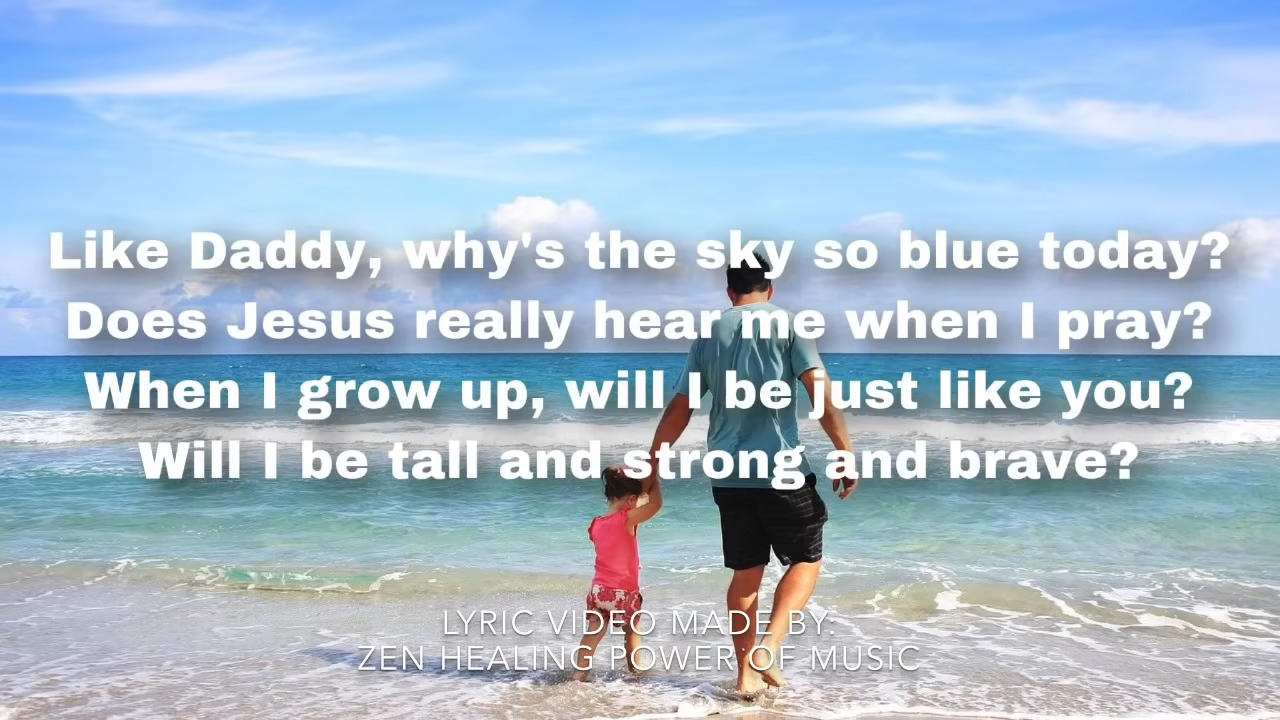 Like Daddy, why's the sky so blue today?
Does Jesus really hear me when I pray?
When I grow up, will I be just like you?
Will I be tall and strong and brave?
LYRIC VIDEO MADE BY:
ZEN HEALING POWER OF MUSIC